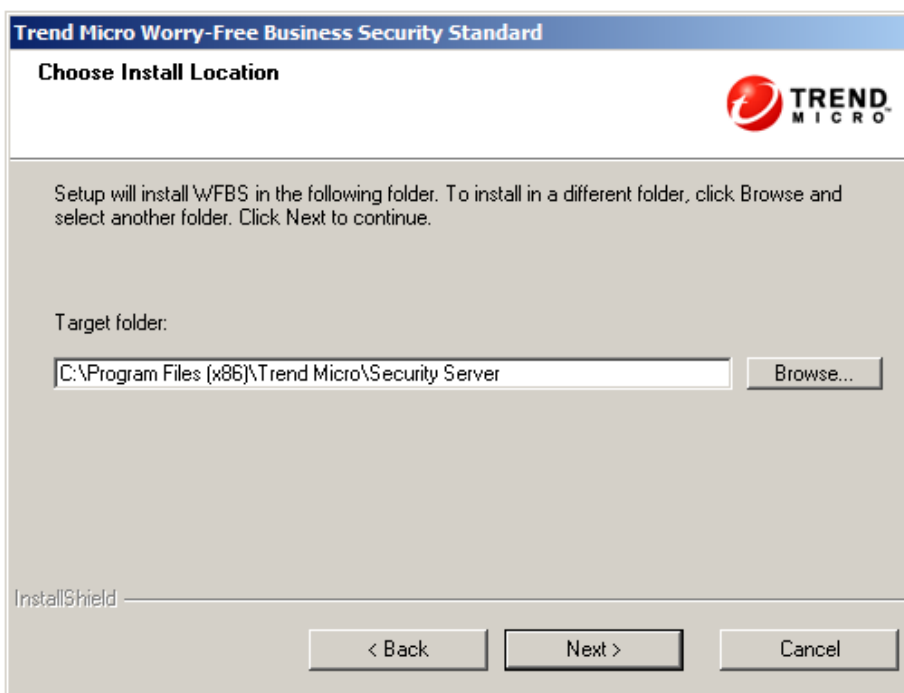 Trend Micro Worry-Free Business Security Standard
Choose Install Location
TREND
MICRO™
Setup will install WFBS in the following folder. To install in a different folder, click Browse and
select another folder. Click Next to continue.
Target folder:
C:\Program Files (x86)\Trend Micro\Security Server
Browse...
InstallShield
< Back
Next >
Cancel